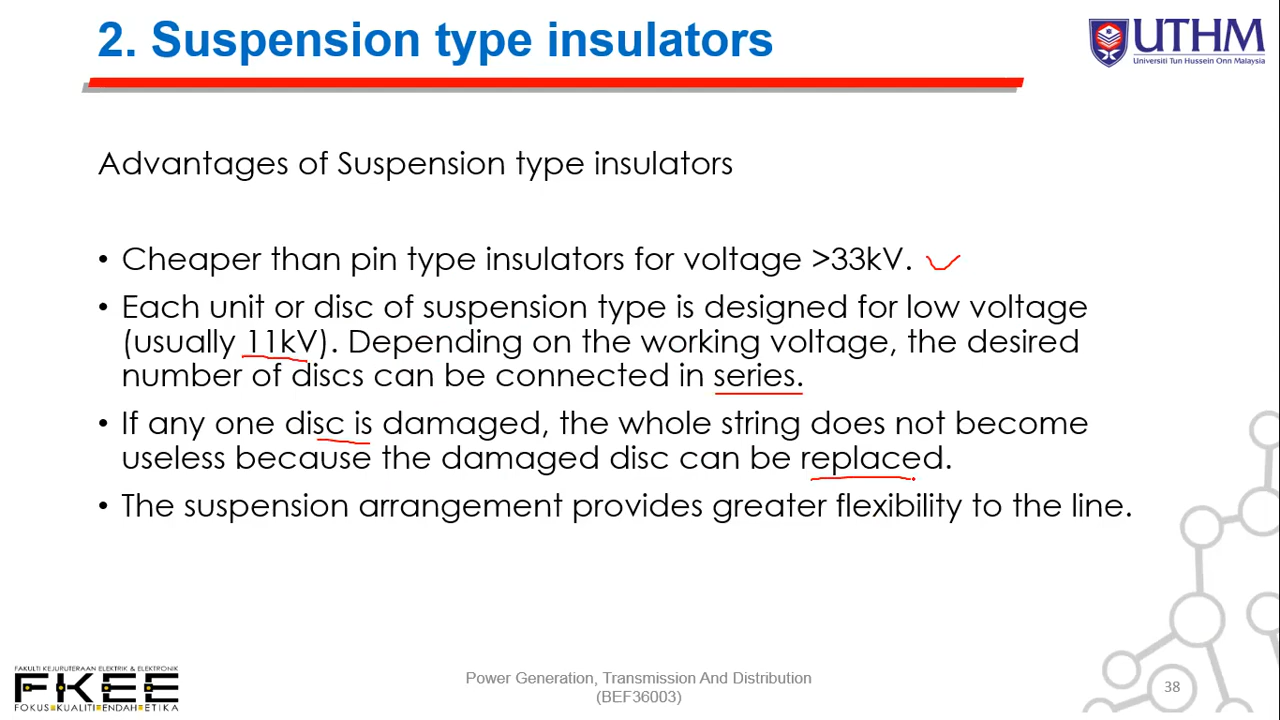 2. Suspension type insulators
UTHM
Universiti Tun Hussein Onn Malaysia
Advantages of Suspension type insulators
• Cheaper than pin type insulators for voltage >33kV.
• Each unit or disc of suspension type is designed for low voltage
(usually 11kV). Depending on the working voltage, the desired
number of discs can be connected in series.
• If any one disc is damaged, the whole string does not become
useless because the damaged disc can be replaced.
• The suspension arrangement provides greater flexibility to the line.
FAKULTI KEJURUTERAAN ELEKTRIK & ELEKTRONIK
FKEE
FOKUS KUALITI ENDAH ETIKA
Power Generation, Transmission And Distribution
(BEF36003)
38